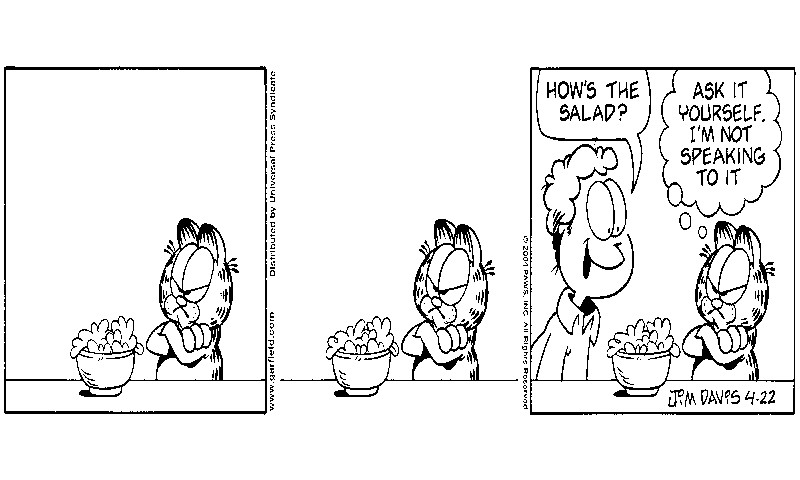 www.garfield.com
Distributed by Universal Press Syndicate
© 2001 PAWS, INC. All Rights Reserved
HOW'S THE
SALAD?
ASK IT
YOURSELF.
I'M NOT
SPEAKING
TO IT
JIM DAVIS 4-22